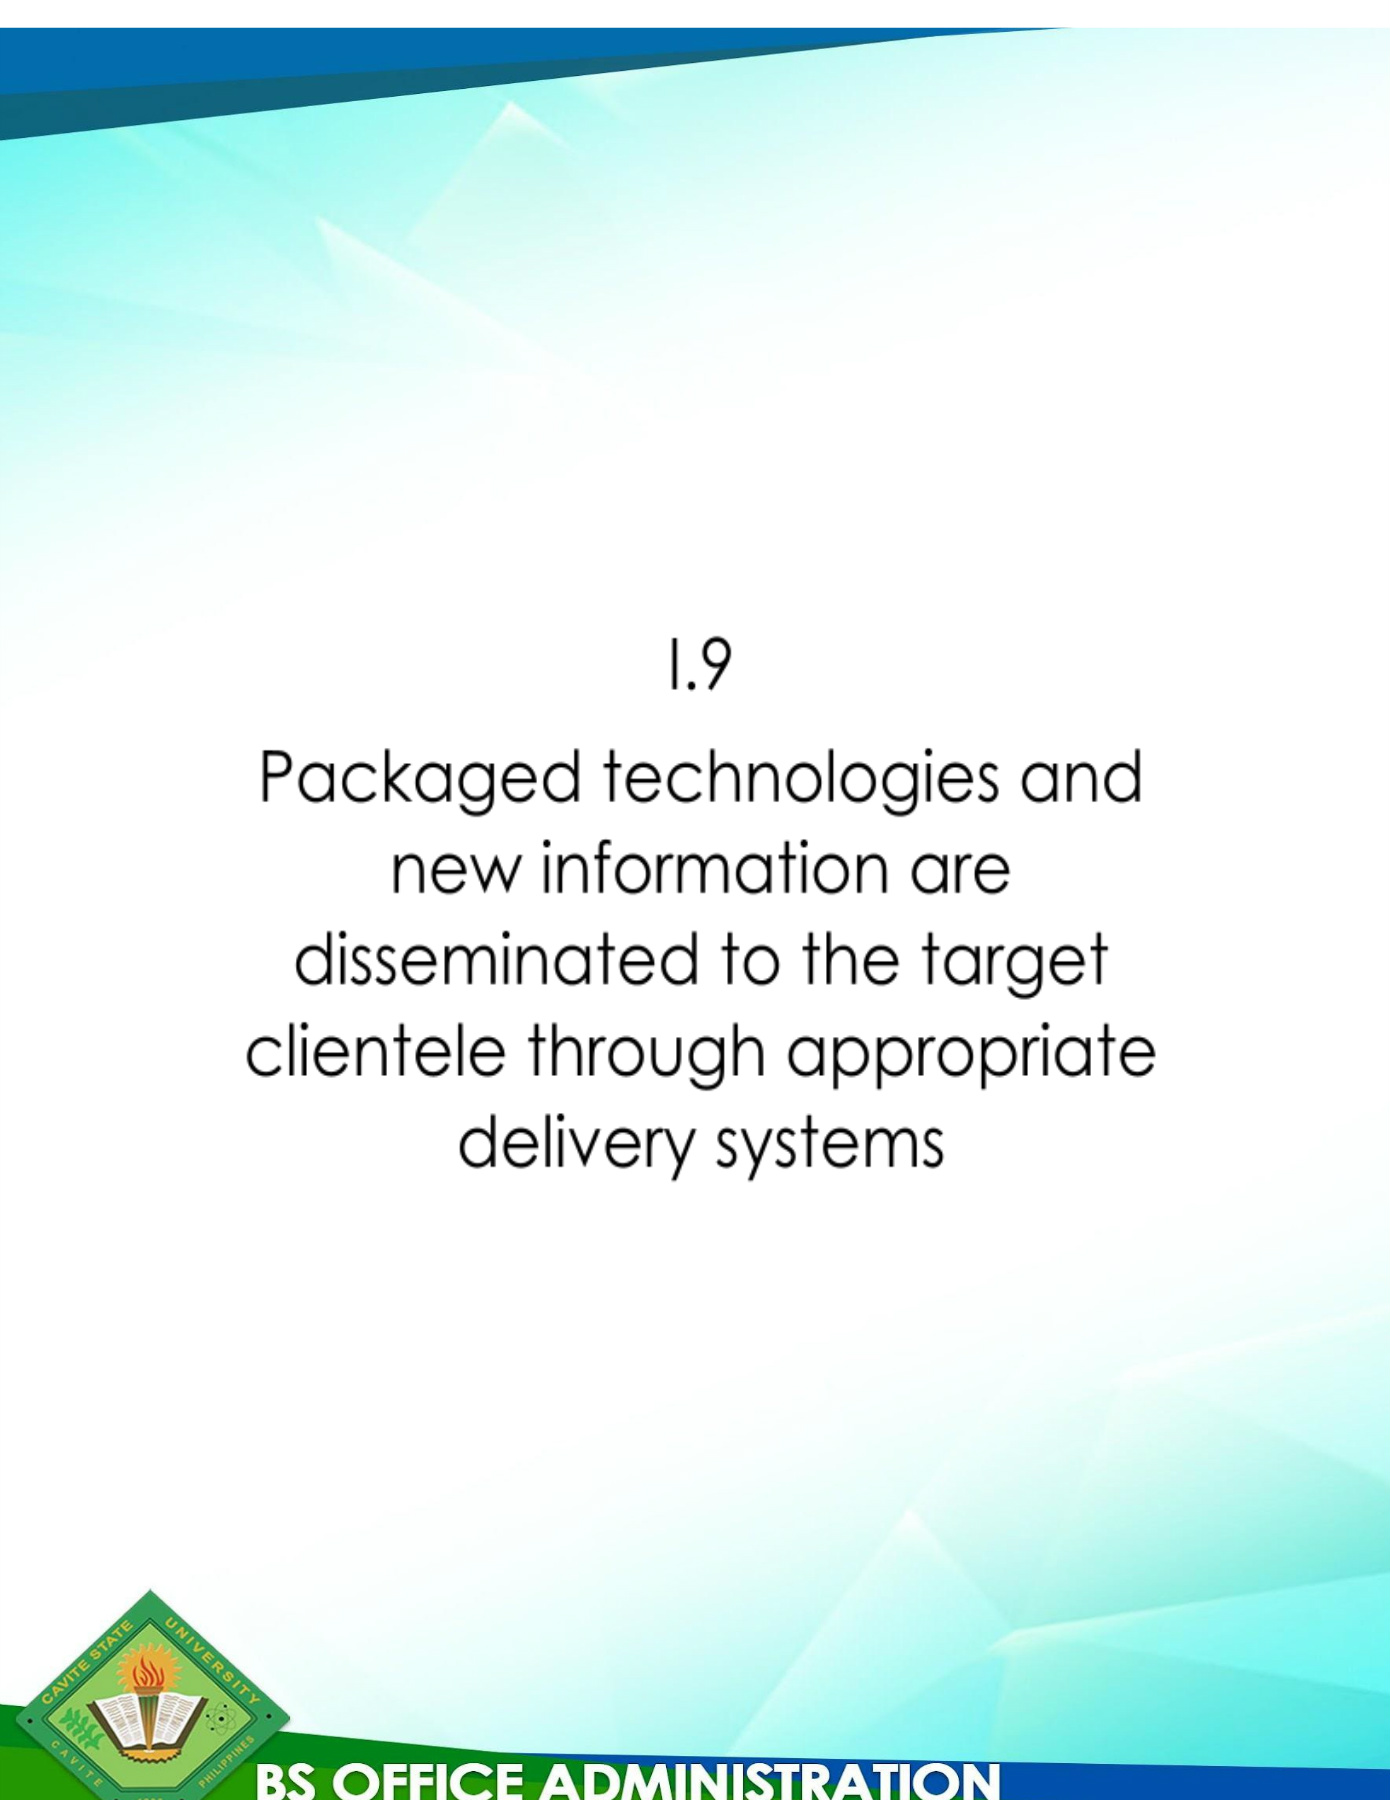 I.9
Packaged technologies and
new information are
disseminated to the target
clientele through appropriate
delivery systems
CAVITE STATE UNIVERSITY
CAVITE PHILIPPINES
BS OFFICE ADMINISTRATION